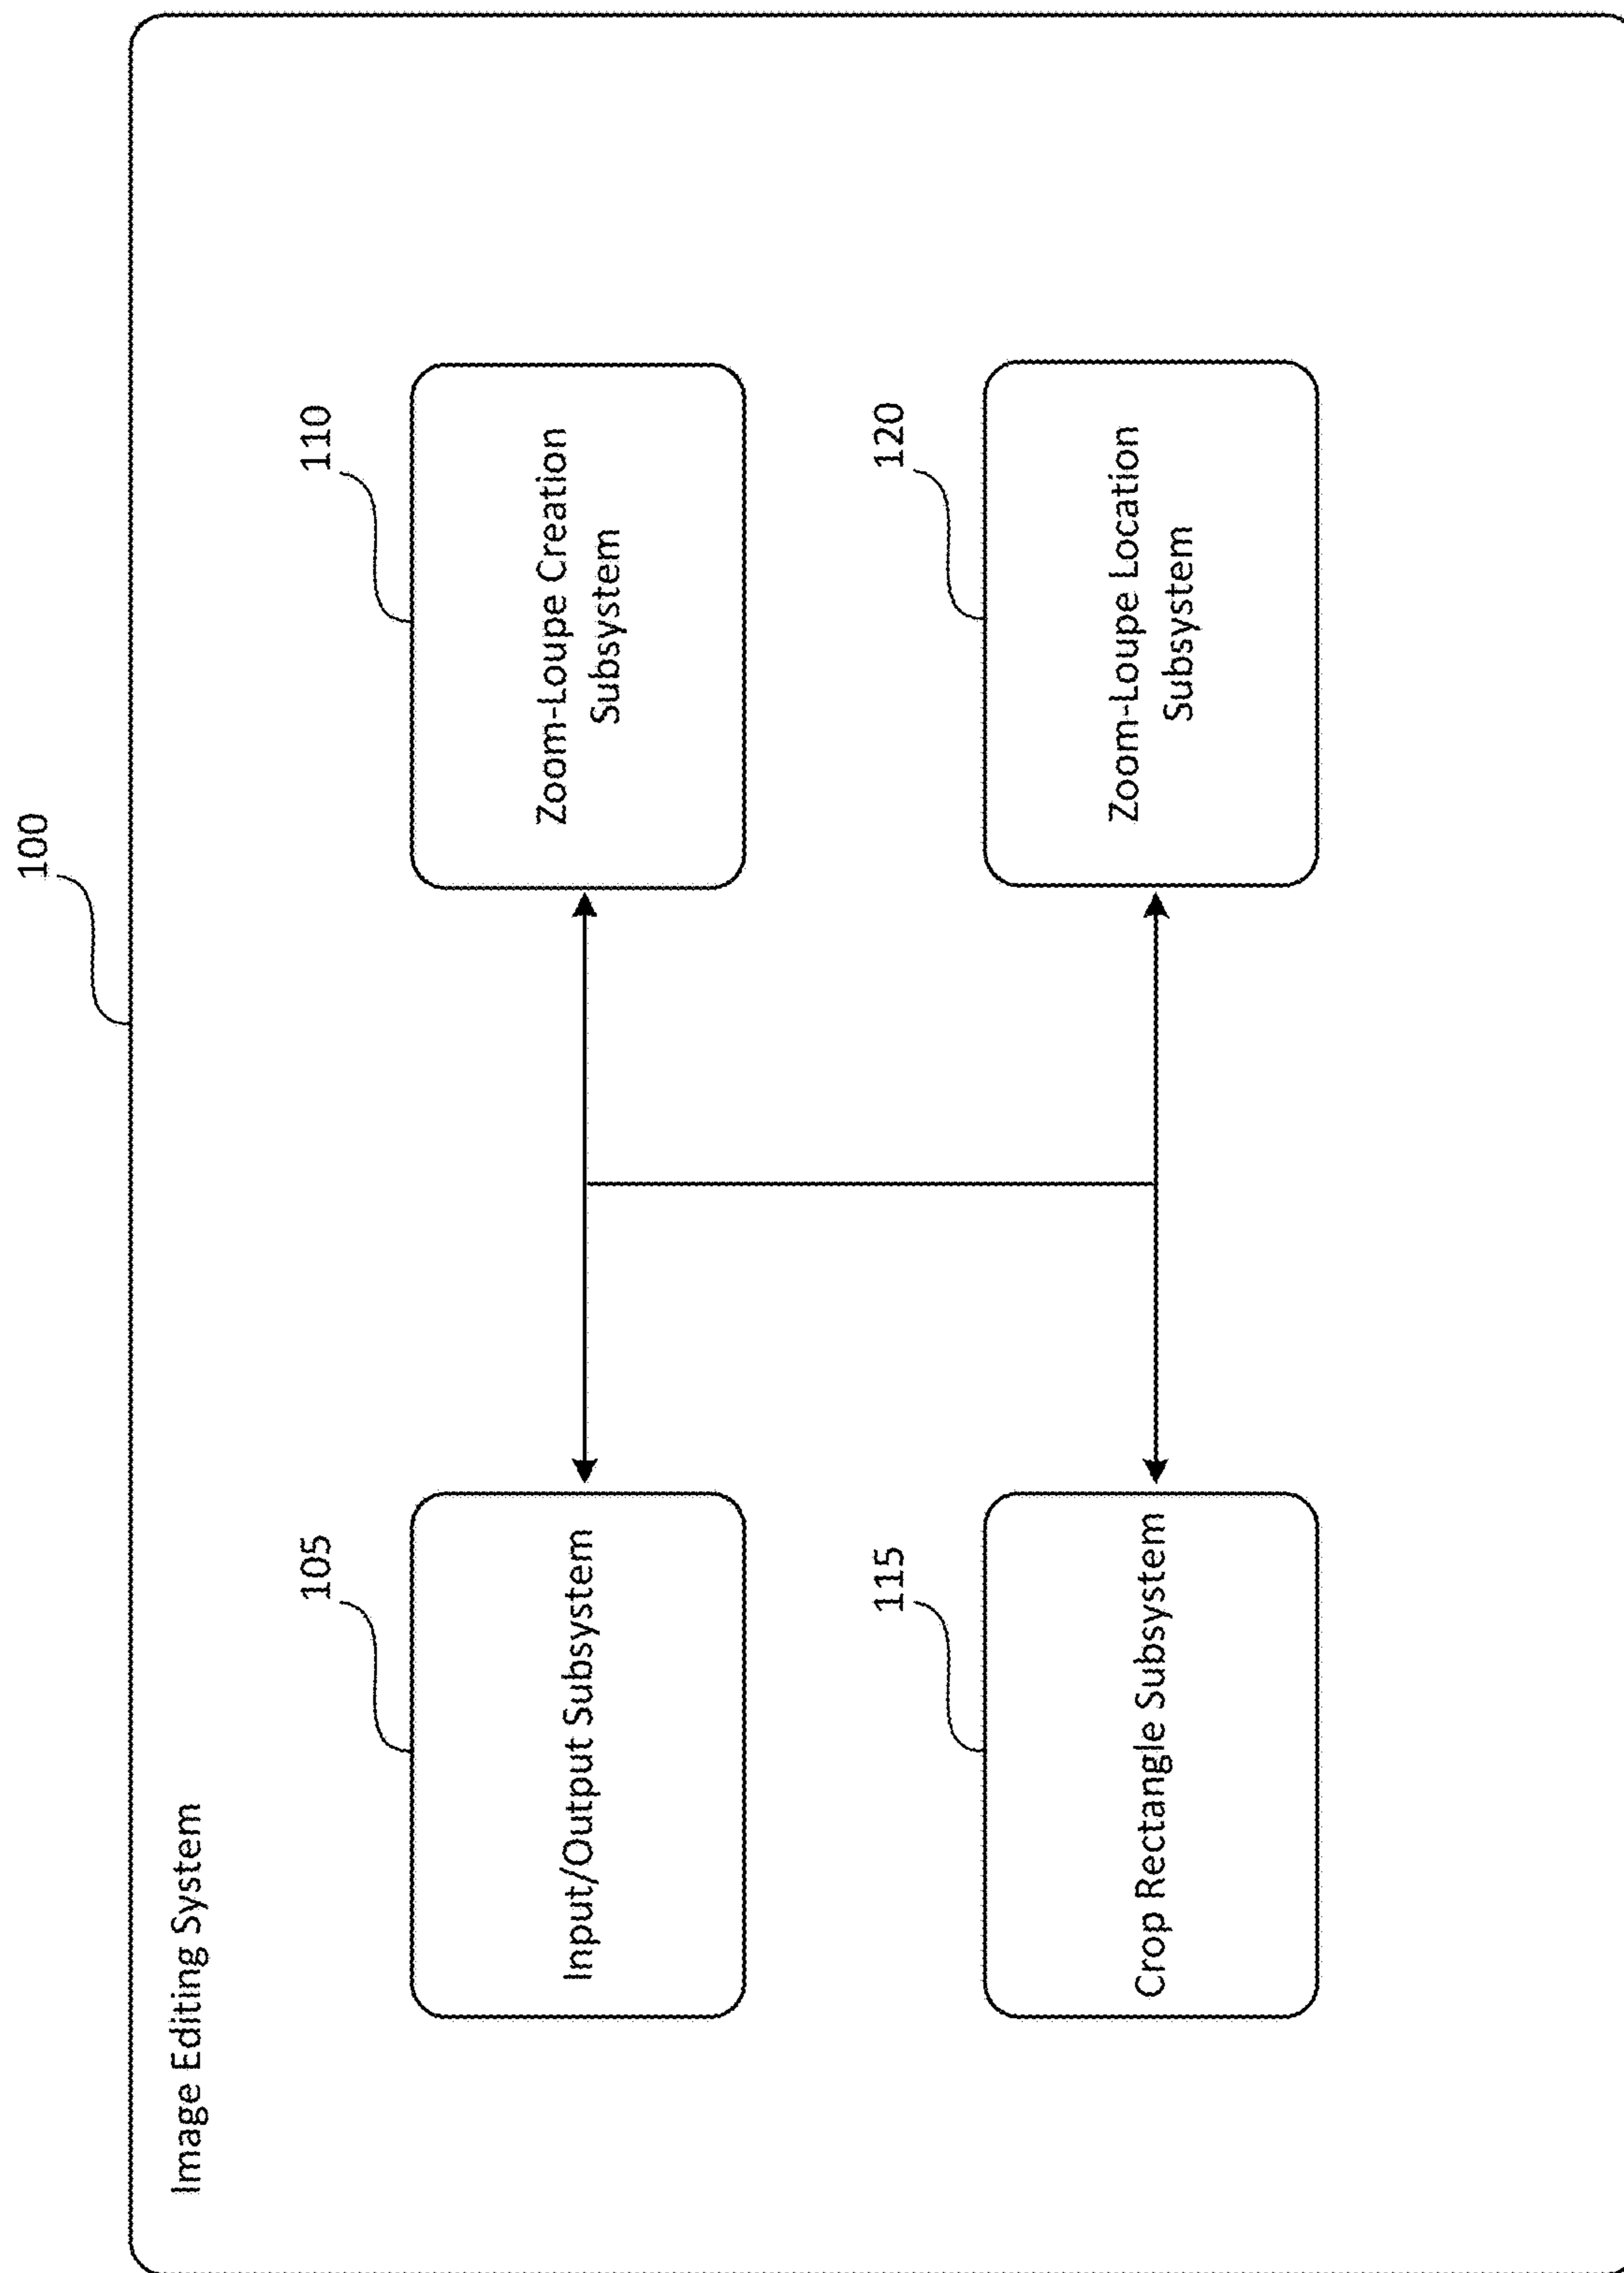 100
Image Editing System
105
Input/Output Subsystem
110
Zoom-Loupe Creation
Subsystem
115
Crop Rectangle Subsystem
120
Zoom-Loupe Location
Subsystem